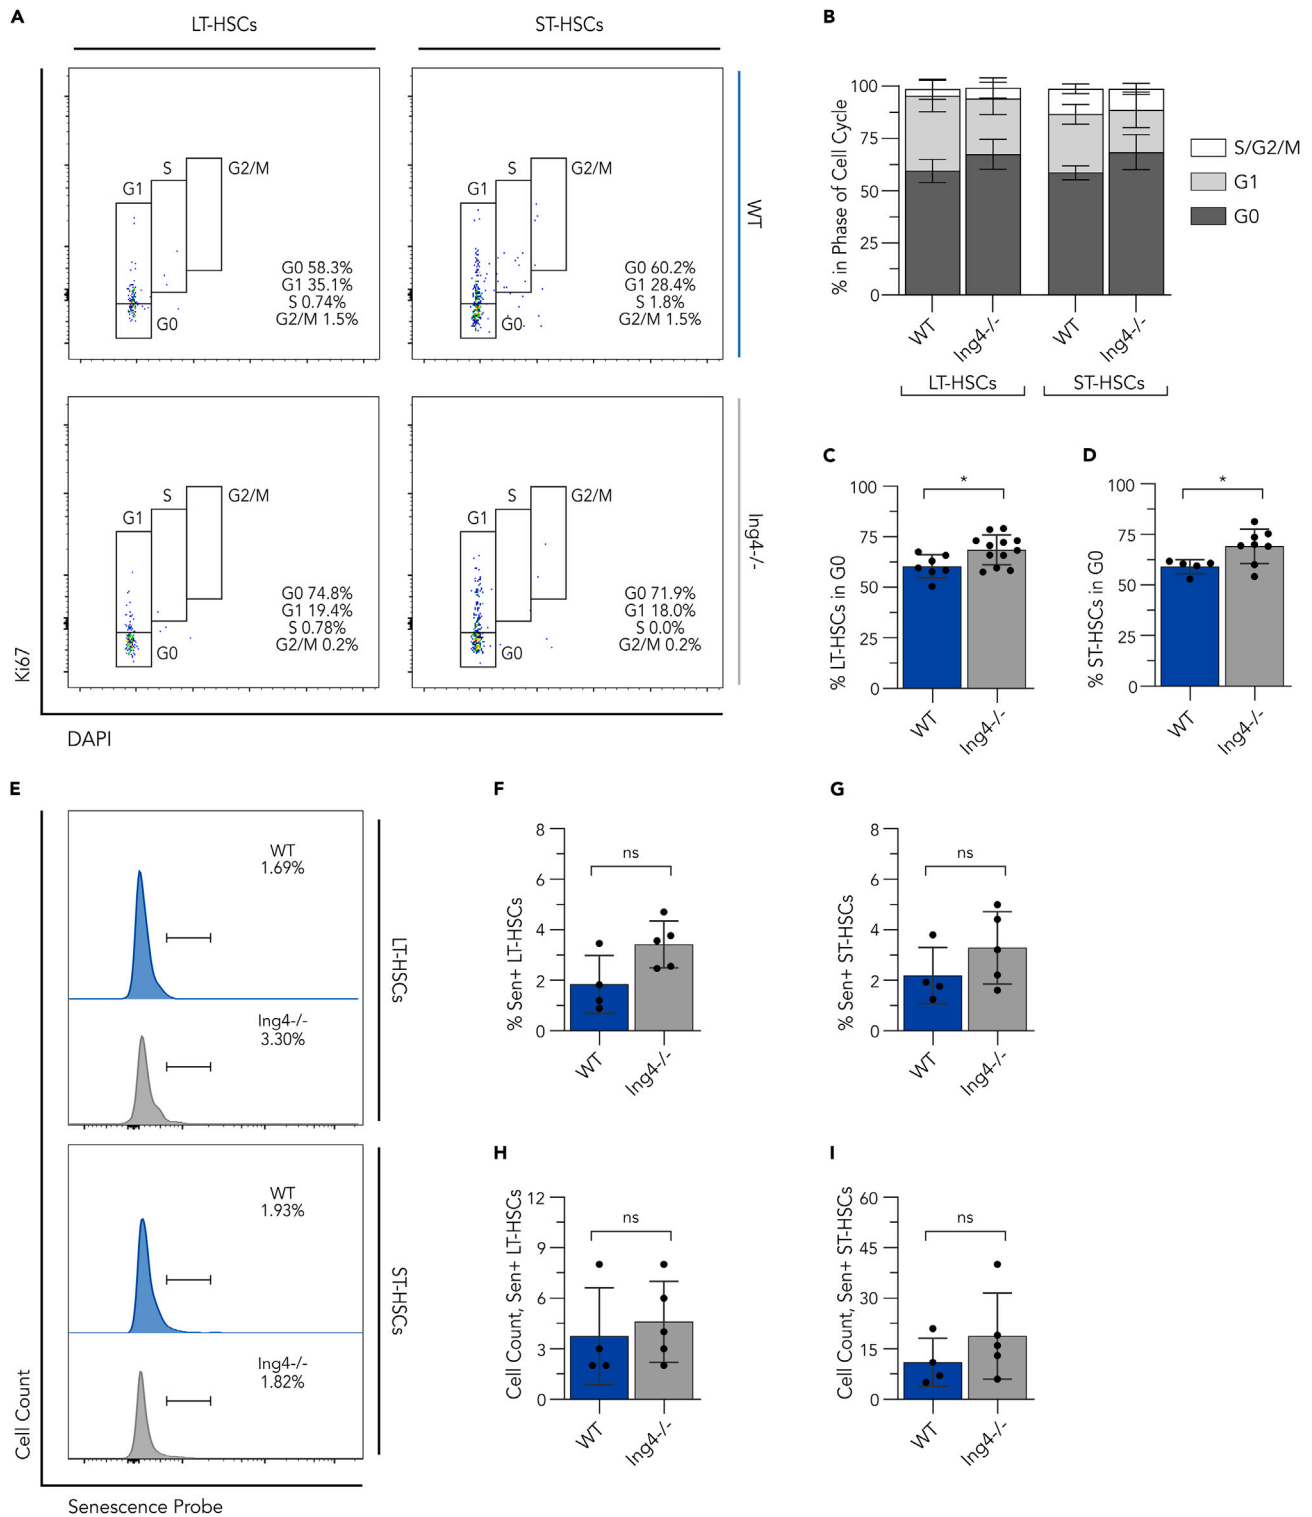 A
LT-HSCs
ST-HSCs
G1
S
G2/M
G0 58.3%
G1 35.1%
S 0.74%
G2/M 1.5%
G0
G1
S
G2/M
G0 60.2%
G1 28.4%
S 1.8%
G2/M 1.5%
G0
WT
G1
S
G2/M
G0 74.8%
G1 19.4%
S 0.78%
G2/M 0.2%
G0
G1
S
G2/M
G0 71.9%
G1 18.0%
S 0.0%
G2/M 0.2%
G0
Ing4-/-
Ki67
DAPI
B
% in Phase of Cell Cycle
100
75
50
25
0
WT
Ing4-/-
WT
Ing4-/-
LT-HSCs
ST-HSCs
S/G2/M
G1
G0
C
% LT-HSCs in G0
100
75
50
25
0
*
WT
Ing4-/-
D
% ST-HSCs in G0
100
75
50
25
0
*
WT
Ing4-/-
E
WT
1.69%
Ing4-/-
3.30%
LT-HSCs
WT
1.93%
Ing4-/-
1.82%
ST-HSCs
Cell Count
Senescence Probe
F
% Sen+ LT-HSCs
8
6
4
2
0
ns
WT
Ing4-/-
G
% Sen+ ST-HSCs
8
6
4
2
0
ns
WT
Ing4-/-
H
Cell Count, Sen+ LT-HSCs
12
9
6
3
0
ns
WT
Ing4-/-
I
Cell Count, Sen+ ST-HSCs
60
45
30
15
0
ns
WT
Ing4-/-